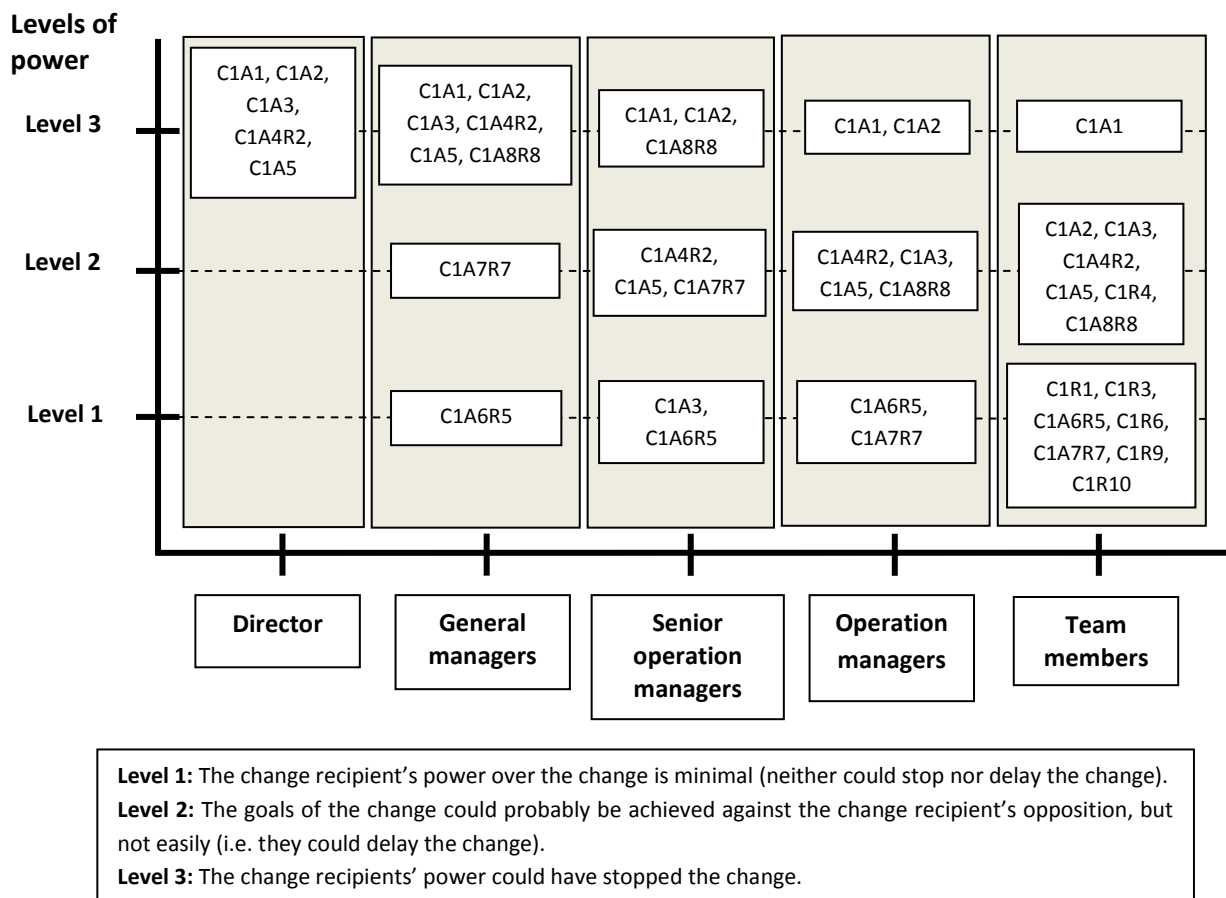 Levels of
power
Level 3
C1A1, C1A2,
C1A3,
C1A4R2,
C1A5
C1A1, C1A2,
C1A3, C1A4R2,
C1A5, C1A8R8
C1A1, C1A2,
C1A8R8
C1A1, C1A2
C1A1
Level 2
C1A7R7
C1A4R2,
C1A5, C1A7R7
C1A4R2, C1A3,
C1A5, C1A8R8
C1A2, C1A3,
C1A4R2,
C1A5, C1R4,
C1A8R8
Level 1
C1A6R5
C1A3,
C1A6R5
C1A6R5,
C1A7R7
C1R1, C1R3,
C1A6R5, C1R6,
C1A7R7, C1R9,
C1R10
Director
General
managers
Senior
operation
managers
Operation
managers
Team
members
Level 1: The change recipient’s power over the change is minimal (neither could stop nor delay the change).
Level 2: The goals of the change could probably be achieved against the change recipient’s opposition, but
not easily (i.e. they could delay the change).
Level 3: The change recipients’ power could have stopped the change.